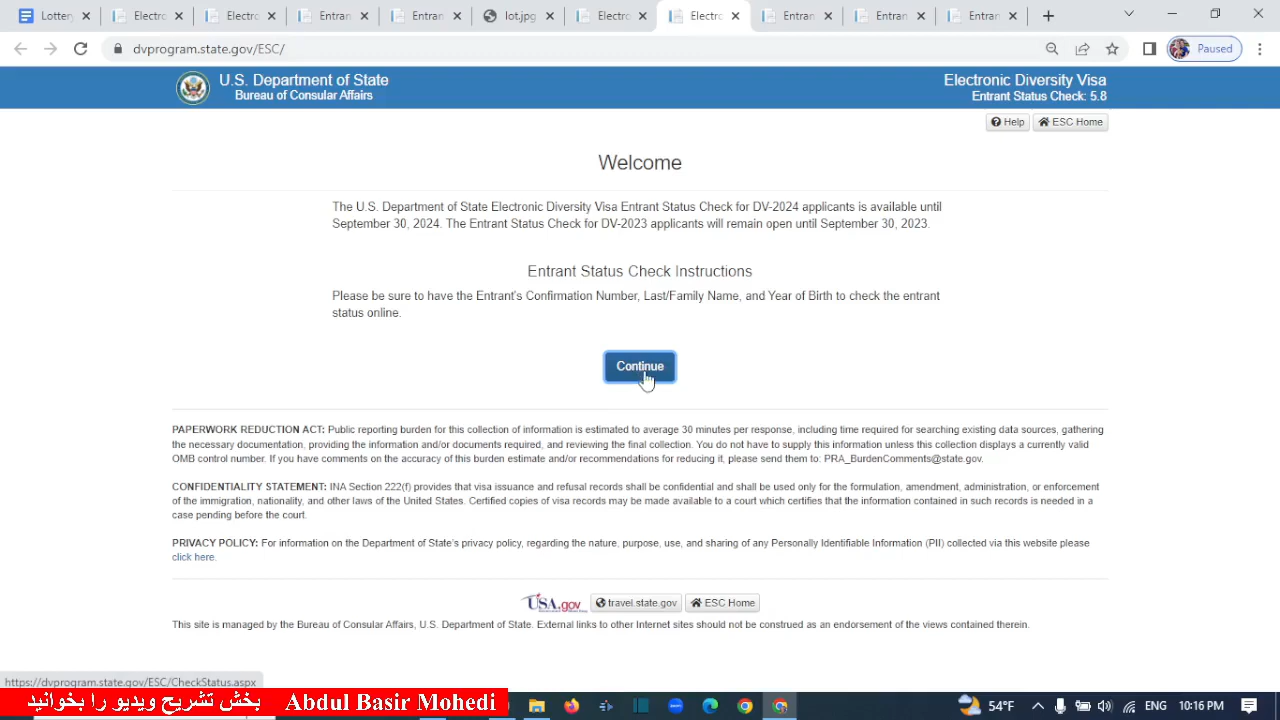 Lottery
Electro
Electro
Entran
Entran
lot.jpg
Electro
Electro
Entran
Entran
Entran
dvprogram.state.gov/ESC/
Paused
U.S. Department of State
Bureau of Consular Affairs
Electronic Diversity Visa
Entrant Status Check: 5.8
Help
ESC Home
Welcome
The U.S. Department of State Electronic Diversity Visa Entrant Status Check for DV-2024 applicants is available until
September 30, 2024. The Entrant Status Check for DV-2023 applicants will remain open until September 30, 2023.
Entrant Status Check Instructions
Please be sure to have the Entrant's Confirmation Number, Last/Family Name, and Year of Birth to check the entrant
status online.
Continue
PAPERWORK REDUCTION ACT: Public reporting burden for this collection of information is estimated to average 30 minutes per response, including time required for searching existing data sources, gathering
the necessary documentation, providing the information and/or documents required, and reviewing the final collection. You do not have to supply this information unless this collection displays a currently valid
OMB control number. If you have comments on the accuracy of this burden estimate and/or recommendations for reducing it, please send them to: PRA_BurdenComments@state.gov.
CONFIDENTIALITY STATEMENT: INA Section 222(f) provides that visa issuance and refusal records shall be confidential and shall be used only for the formulation, amendment, administration, or enforcement
of the immigration, nationality, and other laws of the United States. Certified copies of visa records may be made available to a court which certifies that the information contained in such records is needed in a
case pending before the court.
PRIVACY POLICY: For information on the Department of State's privacy policy, regarding the nature, purpose, use, and sharing of any Personally Identifiable Information (PII) collected via this website please
click here.
USA.gov
travel.state.gov
ESC Home
This site is managed by the Bureau of Consular Affairs, U.S. Department of State. External links to other Internet sites should not be construed as an endorsement of the views contained therein.
https://dvprogram.state.gov/ESC/CheckStatus.aspx
بخش تشریح ویدیو را بخوانید
Abdul Basir Mohedi
54°F
ENG
10:16 PM